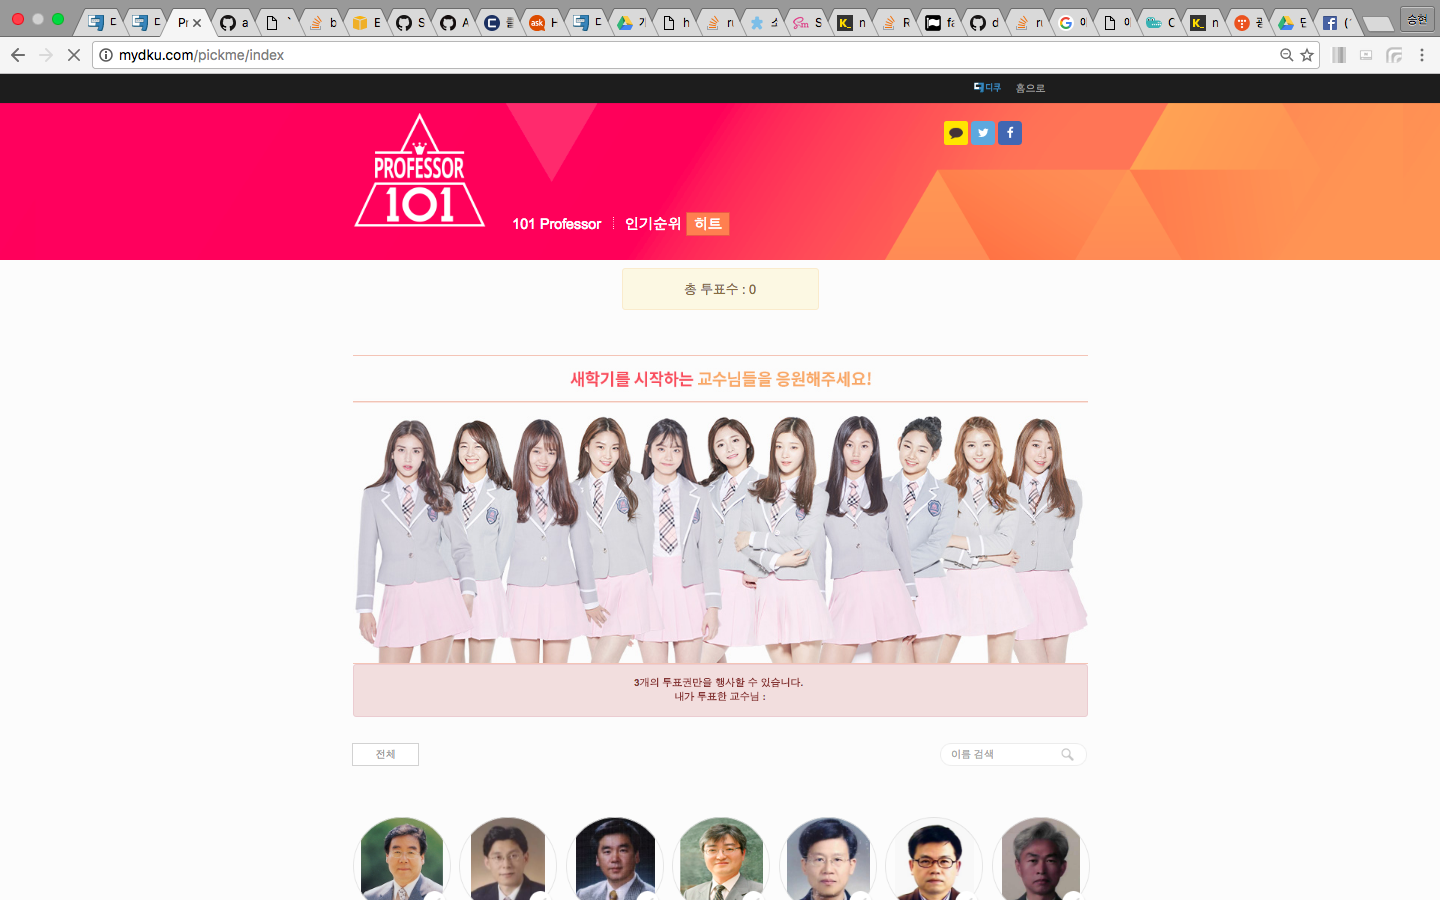 Pr
mydku.com/pickme/index
승현
디쿠 홈으로
PROFESSOR
101
101 Professor 인기순위 히트
총 투표수 : 0
새학기를 시작하는 교수님들을 응원해주세요!
3개의 투표권만을 행사할 수 있습니다.
내가 투표한 교수님 :
전체
이름 검색